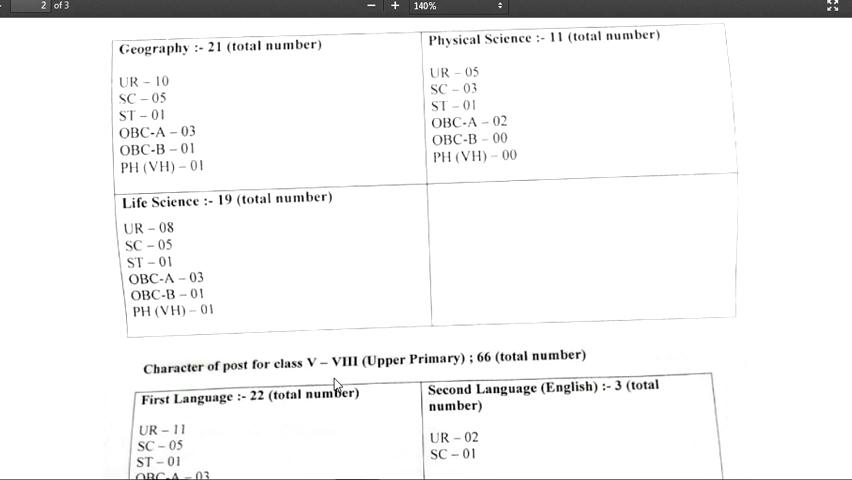 2 of 3
140%
Geography :- 21 (total number)
UR – 10
SC – 05
ST – 01
OBC-A – 03
OBC-B – 01
PH (VH) – 01
Physical Science :- 11 (total number)
UR – 05
SC – 03
ST – 01
OBC-A – 02
OBC-B – 00
PH (VH) – 00
Life Science :- 19 (total number)
UR – 08
SC – 05
ST – 01
OBC-A – 03
OBC-B – 01
PH (VH) – 01
Character of post for class V – VIII (Upper Primary) ; 66 (total number)
First Language :- 22 (total number)
UR – 11
SC – 05
ST – 01
OBC-A – 03
Second Language (English) :- 3 (total
number)
UR – 02
SC – 01